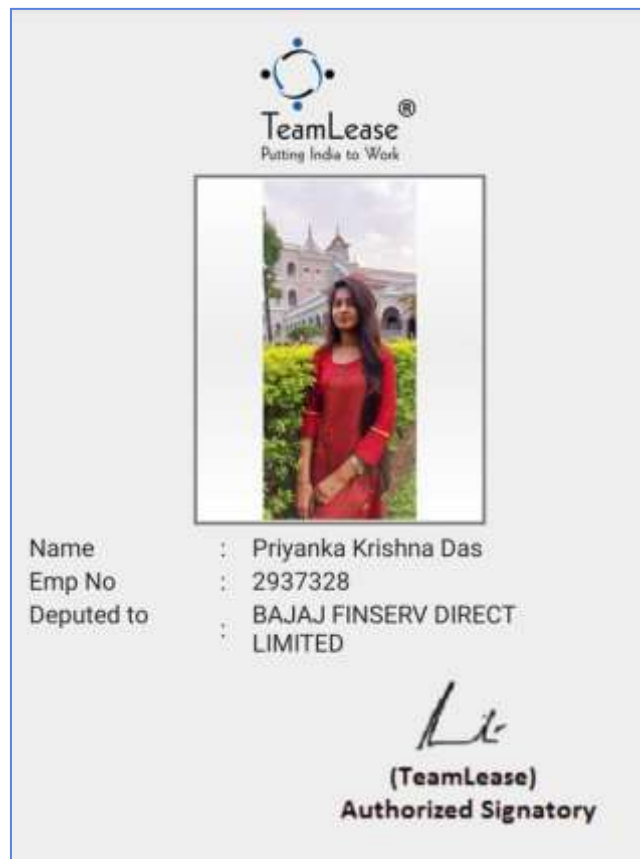 TeamLease®
Putting India to Work
Name : Priyanka Krishna Das
Emp No : 2937328
Deputed to : BAJAJ FINSERV DIRECT
LIMITED
(TeamLease)
Authorized Signatory